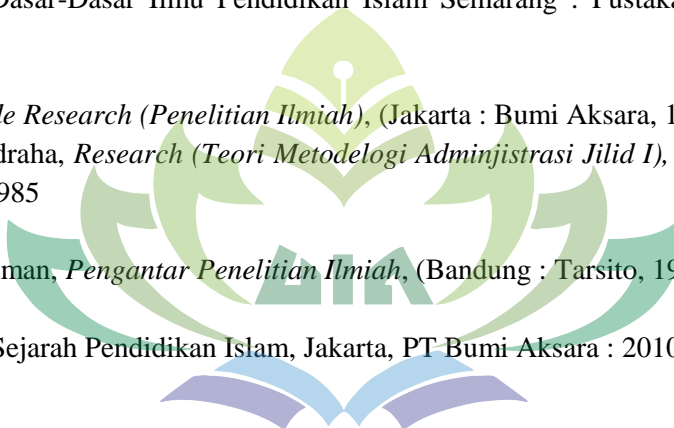 Dasar-Dasar Ilmu Pendidikan Islam Semarang : Pustaka
de Research (Penelitian Ilmiah), (Jakarta : Bumi Aksara, 1
draha, Research (Teori Metodelogi Adminjistrasi Jilid I),
985
man, Pengantar Penelitian Ilmiah, (Bandung : Tarsito, 19
Sejarah Pendidikan Islam, Jakarta, PT Bumi Aksara : 2010